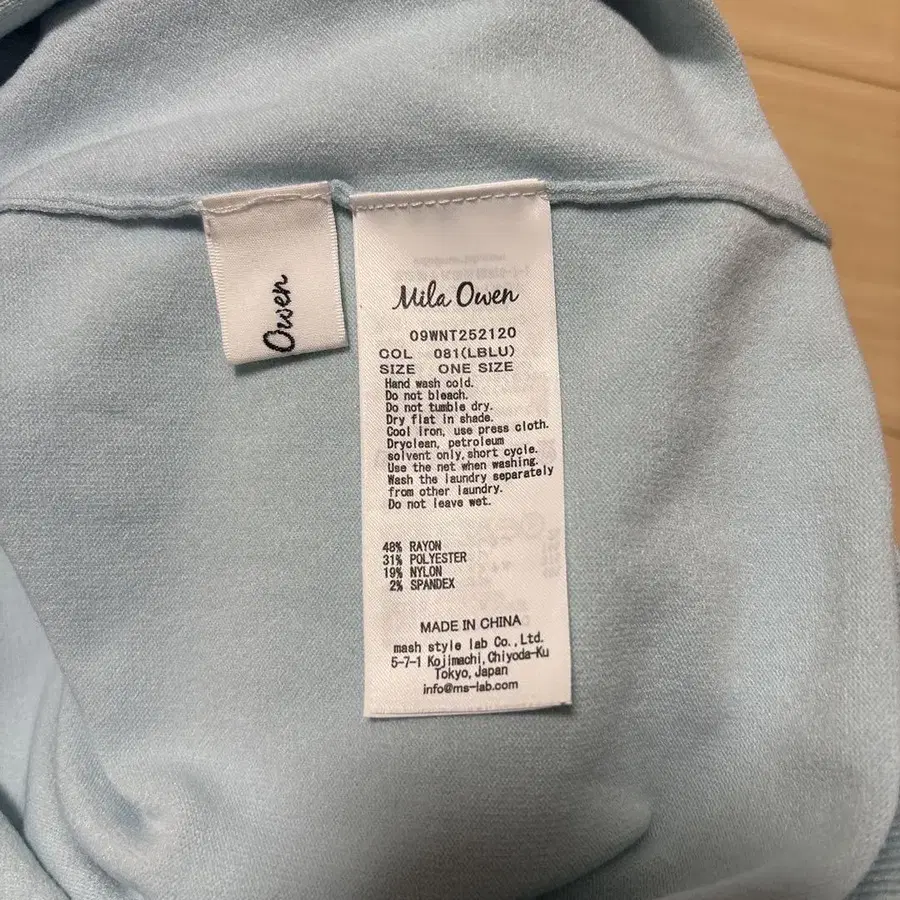 Owen
Mila Owen
09WNT252120
COL 081(LBLU)
SIZE ONE SIZE
Hand wash cold.
Do not bleach.
Do not tumble dry.
Dry flat in shade.
Cool iron, use press cloth.
Dryclean, petroleum
solvent only,short cycle.
Use the net when washing.
Wash the laundry separately
from other laundry.
Do not leave wet.
48% RAYON
31% POLYESTER
19% NYLON
2% SPANDEX
MADE IN CHINA
mash style lab Co.,Ltd.
5-7-1 Kojimachi,Chiyoda-Ku
Tokyo,Japan
info@ms-lab.com